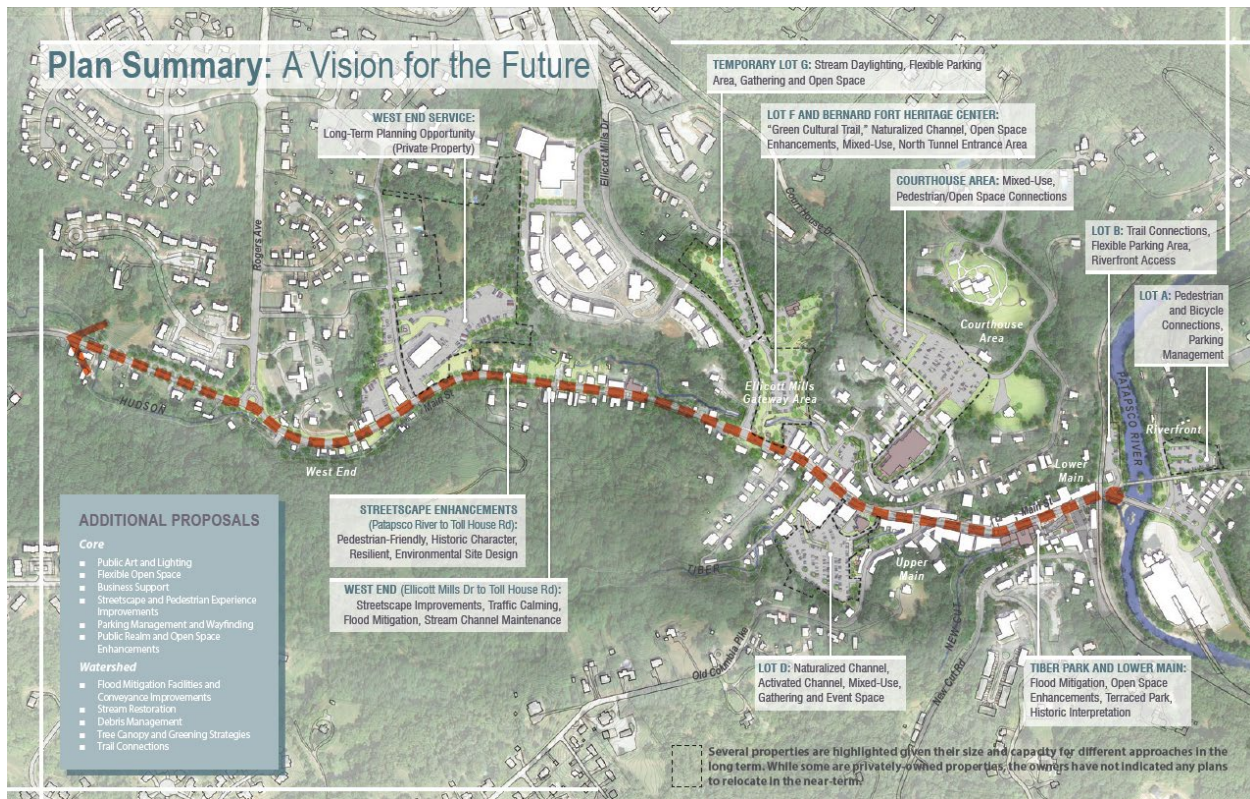 Plan Summary: A Vision for the Future
TEMPORARY LOT G: Stream Daylighting, Flexible Parking
Area, Gathering and Open Space
WEST END SERVICE:
Long-Term Planning Opportunity
(Private Property)
LOT F AND BERNARD FORT HERITAGE CENTER:
“Green Cultural Trail,” Naturalized Channel, Open Space
Enhancements, Mixed-Use, North Tunnel Entrance Area
COURTHOUSE AREA: Mixed-Use,
Pedestrian/Open Space Connections
LOT B: Trail Connections,
Flexible Parking Area,
Riverfront Access
LOT A: Pedestrian
and Bicycle
Connections,
Parking
Management
Ellicott Mills Dr
Court House Dr
Rogers Ave
Courthouse
Area
PATAPSCO RIVER
Ellicott Mills
Gateway Area
HUDSON
Main St
West End
Riverfront
Lower
Main
Main St
Upper
Main
TIBER
NEW CUT
New Cut Rd
Old Columbia Pike
STREETSCAPE ENHANCEMENTS
(Patapsco River to Toll House Rd):
Pedestrian-Friendly, Historic Character,
Resilient, Environmental Site Design
WEST END (Ellicott Mills Dr to Toll House Rd):
Streetscape Improvements, Traffic Calming,
Flood Mitigation, Stream Channel Maintenance
LOT D: Naturalized Channel,
Activated Channel, Mixed-Use,
Gathering and Event Space
TIBER PARK AND LOWER MAIN:
Flood Mitigation, Open Space
Enhancements, Terraced Park,
Historic Interpretation
ADDITIONAL PROPOSALS
Core
Public Art and Lighting
Flexible Open Space
Business Support
Streetscape and Pedestrian Experience
Improvements
Parking Management and Wayfinding
Public Realm and Open Space
Enhancements
Watershed
Flood Mitigation Facilities and
Conveyance Improvements
Stream Restoration
Debris Management
Tree Canopy and Greening Strategies
Trail Connections
Several properties are highlighted given their size and capacity for different approaches in the
long term. While some are privately-owned properties, the owners have not indicated any plans
to relocate in the near-term.